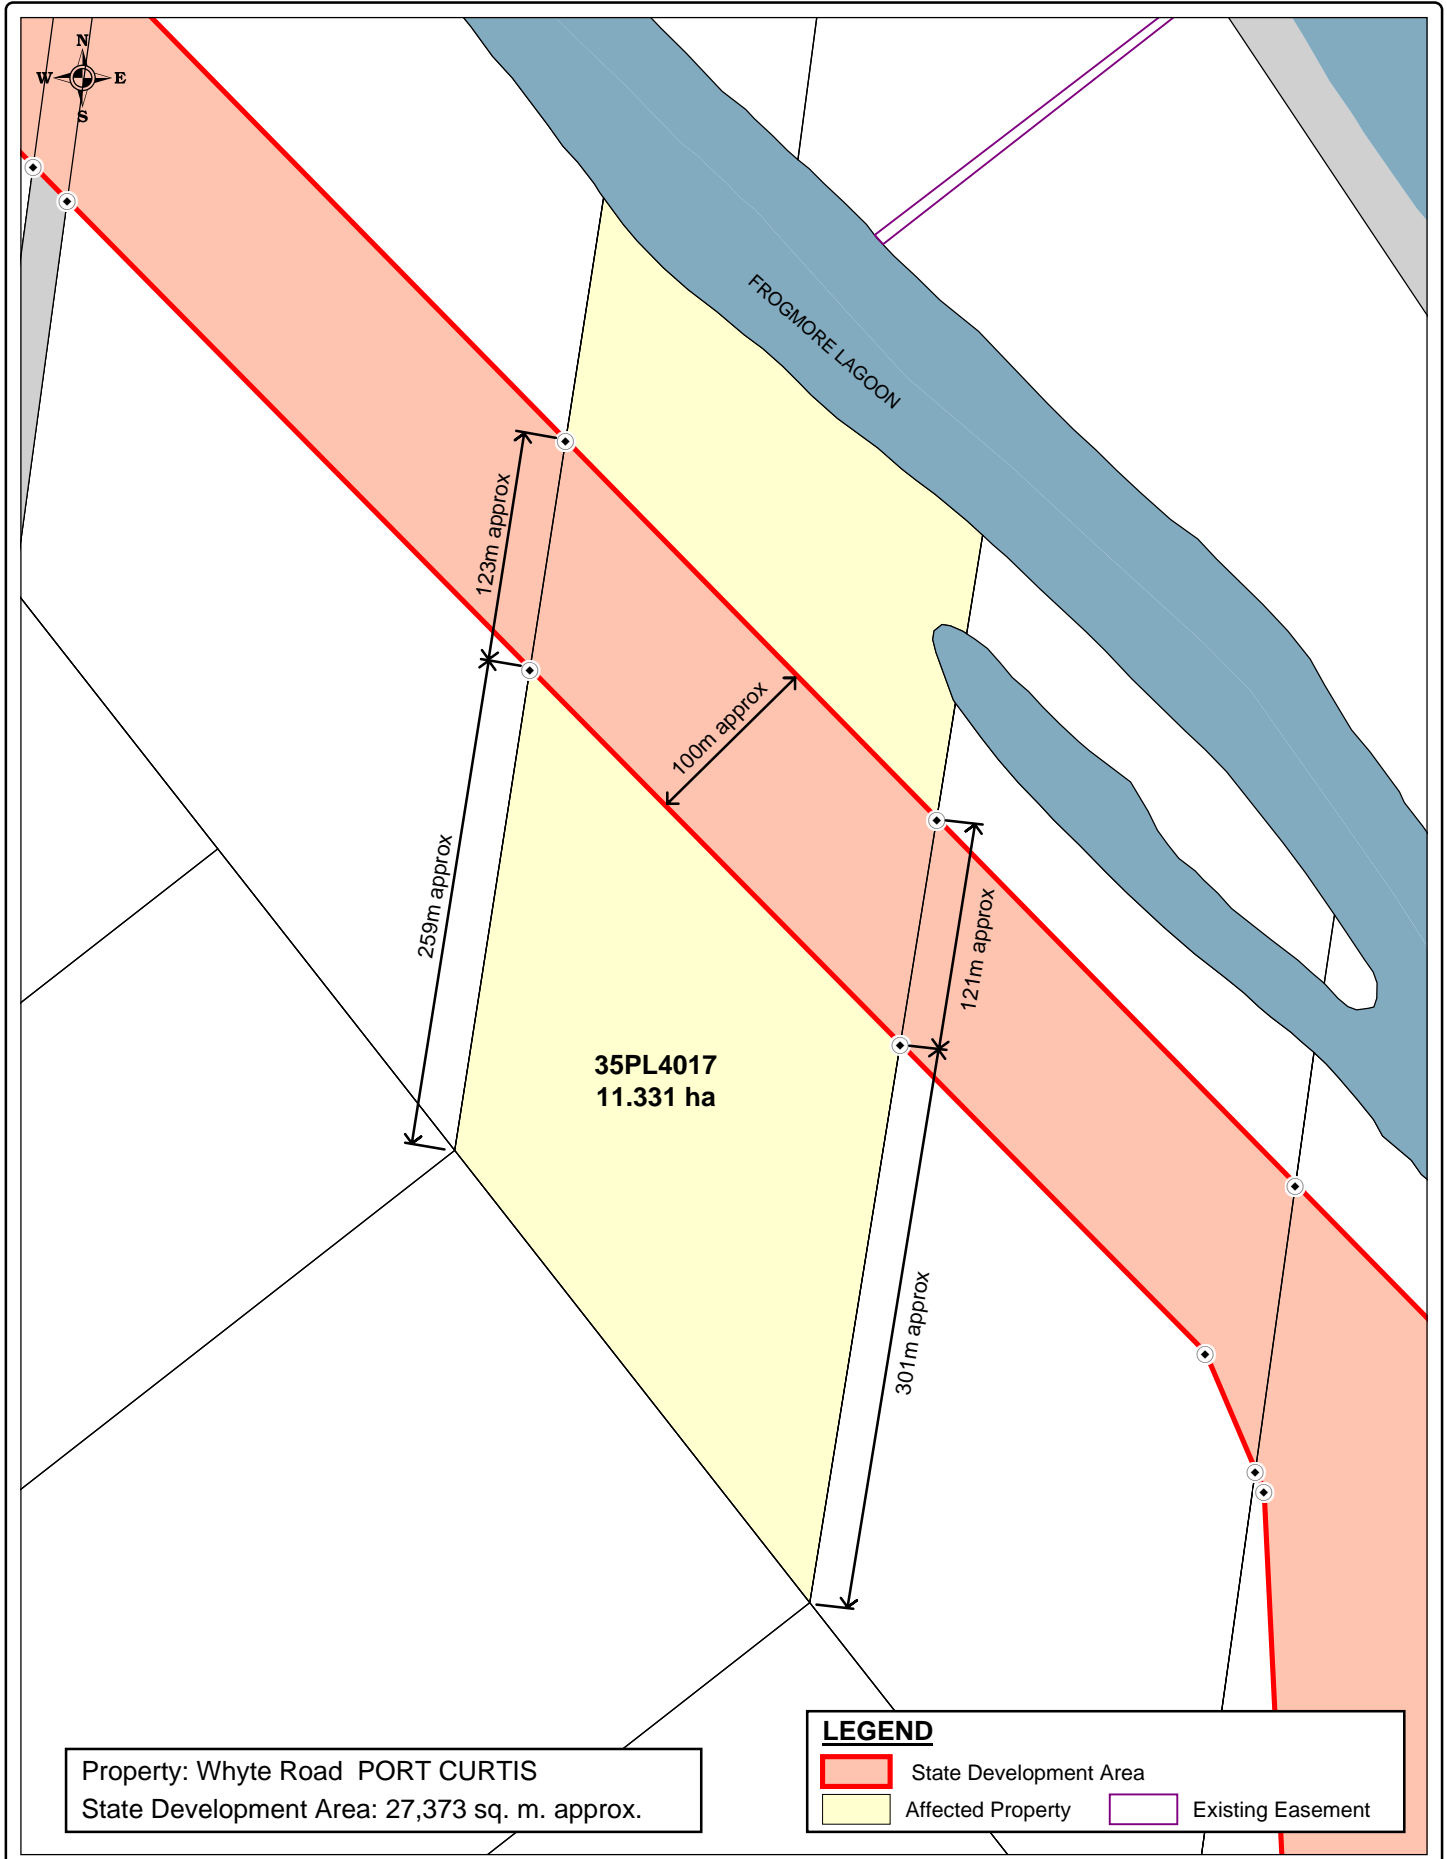 N
W E
S
FROGMORE LAGOON
123m approx
100m approx
259m approx
121m approx
35PL4017
11.331 ha
301m approx
Property: Whyte Road PORT CURTIS
State Development Area: 27,373 sq. m. approx.
LEGEND
State Development Area
Affected Property Existing Easement